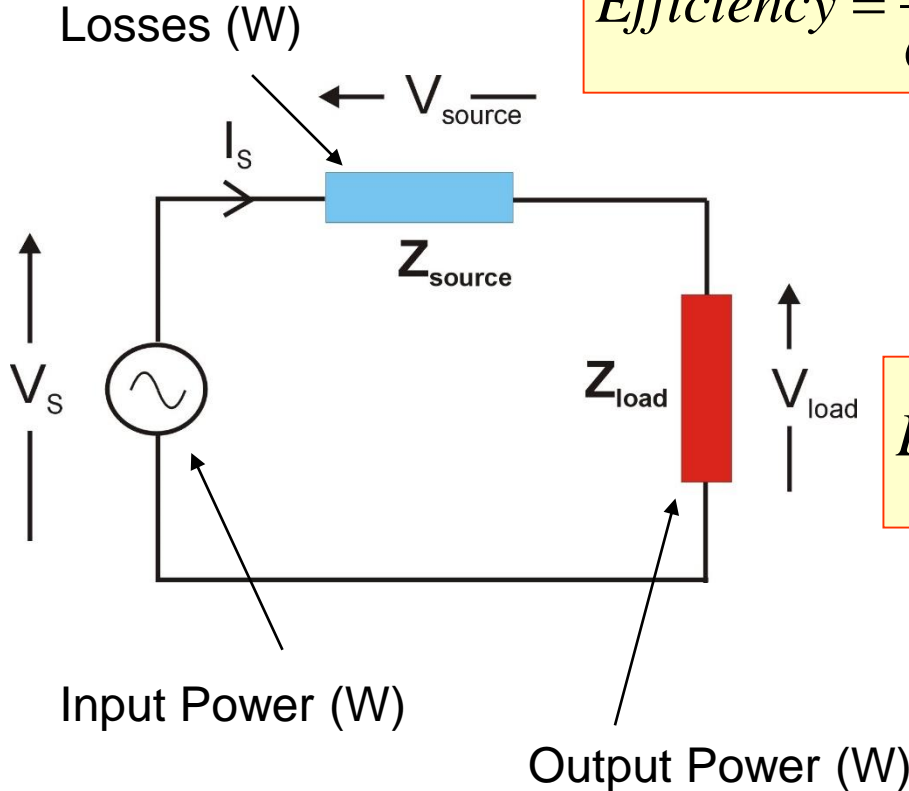 Losses (W)
Efficiency =
V source
I S
Z source
V S
Z load
V load
Input Power (W)
Output Power (W)